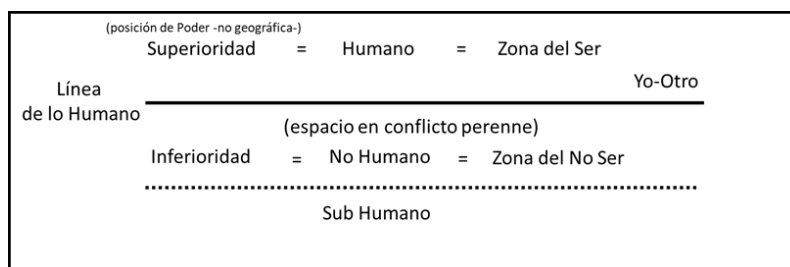 (posición de Poder -no geográfica-)
Superioridad = Humano = Zona del Ser
Yo-Otro
Línea
de lo Humano
(espacio en conflicto perenne)
Inferioridad = No Humano = Zona del No Ser
Sub Humano